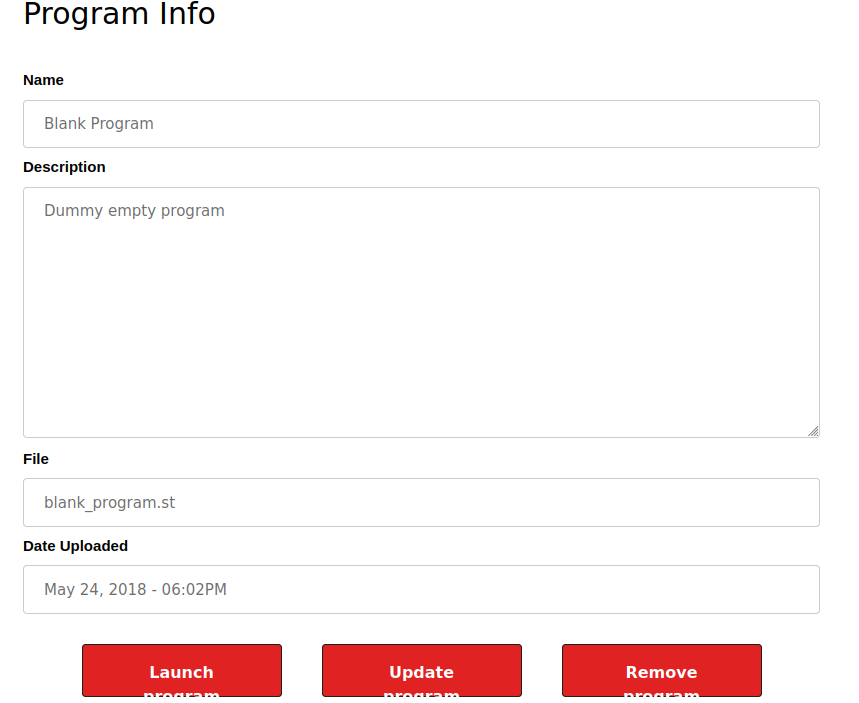 Program Info
Name
Blank Program
Description
Dummy empty program
File
blank_program.st
Date Uploaded
May 24, 2018 - 06:02PM
Launch program
Update program
Remove program